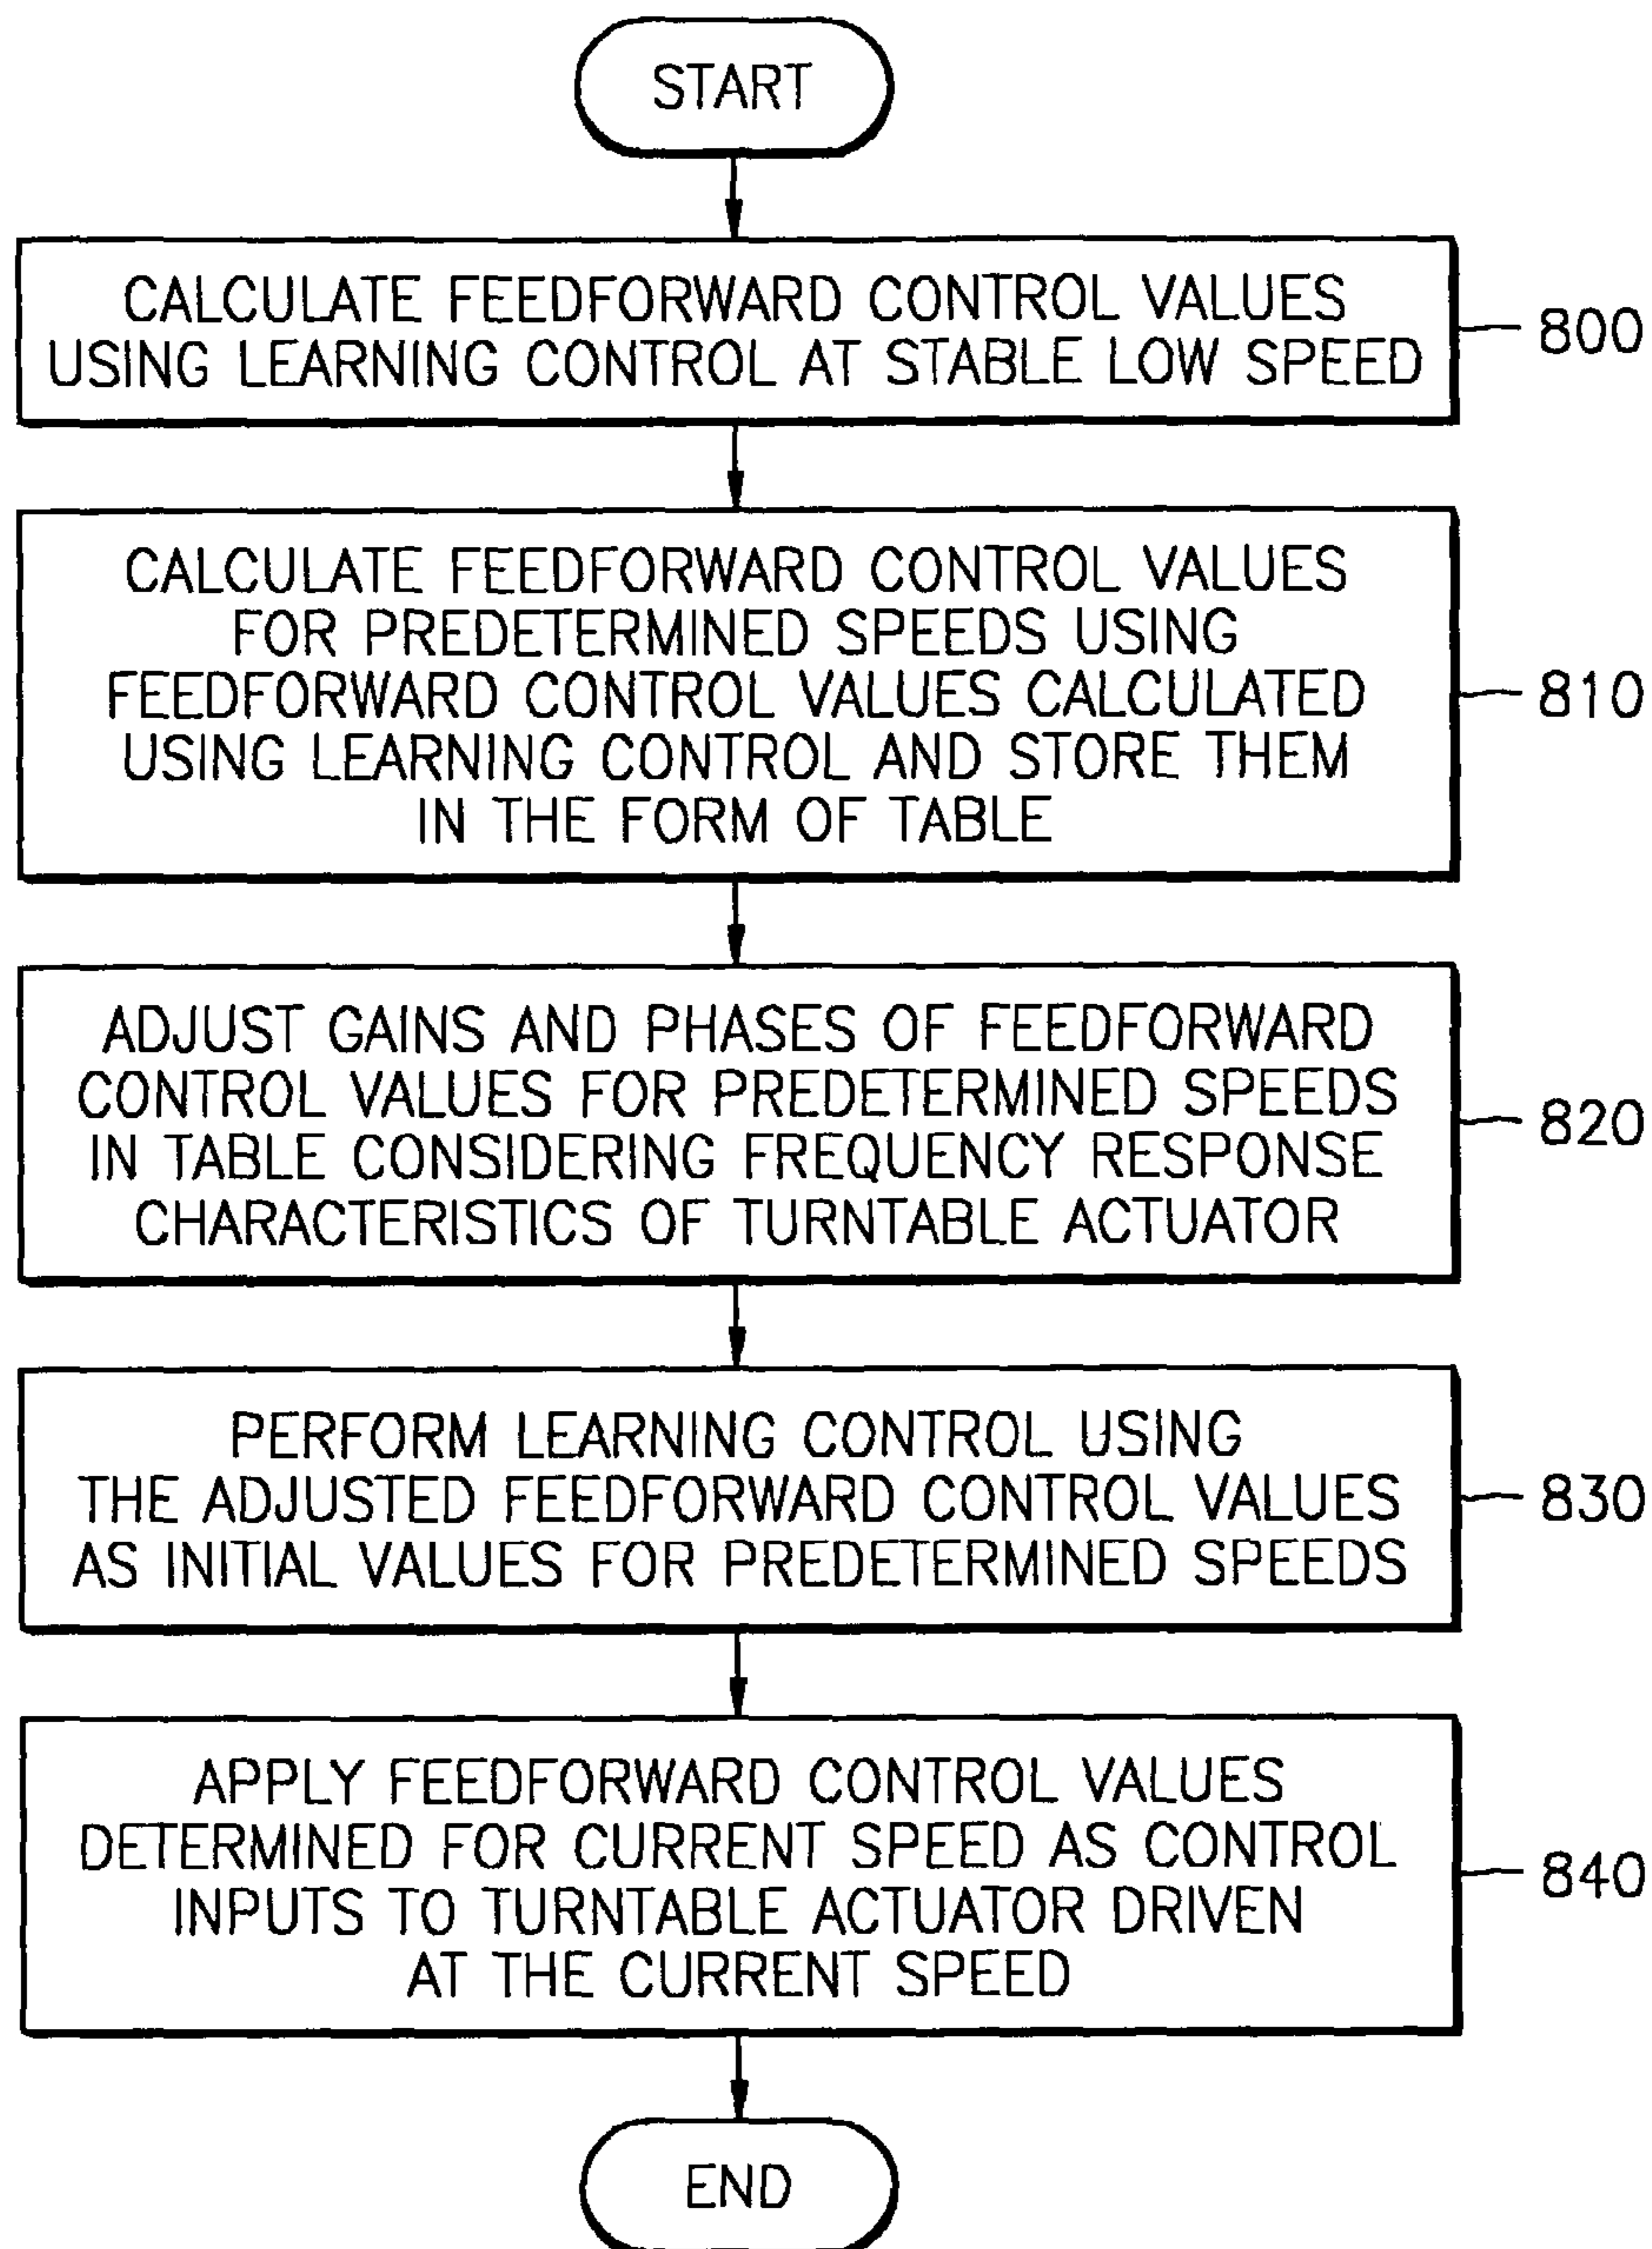 START
CALCULATE FEEDFORWARD CONTROL VALUES
USING LEARNING CONTROL AT STABLE LOW SPEED
800
CALCULATE FEEDFORWARD CONTROL VALUES
FOR PREDETERMINED SPEEDS USING
FEEDFORWARD CONTROL VALUES CALCULATED
USING LEARNING CONTROL AND STORE THEM
IN THE FORM OF TABLE
810
ADJUST GAINS AND PHASES OF FEEDFORWARD
CONTROL VALUES FOR PREDETERMINED SPEEDS
IN TABLE CONSIDERING FREQUENCY RESPONSE
CHARACTERISTICS OF TURNTABLE ACTUATOR
820
PERFORM LEARNING CONTROL USING
THE ADJUSTED FEEDFORWARD CONTROL VALUES
AS INITIAL VALUES FOR PREDETERMINED SPEEDS
830
APPLY FEEDFORWARD CONTROL VALUES
DETERMINED FOR CURRENT SPEED AS CONTROL
INPUTS TO TURNTABLE ACTUATOR DRIVEN
AT THE CURRENT SPEED
840
END